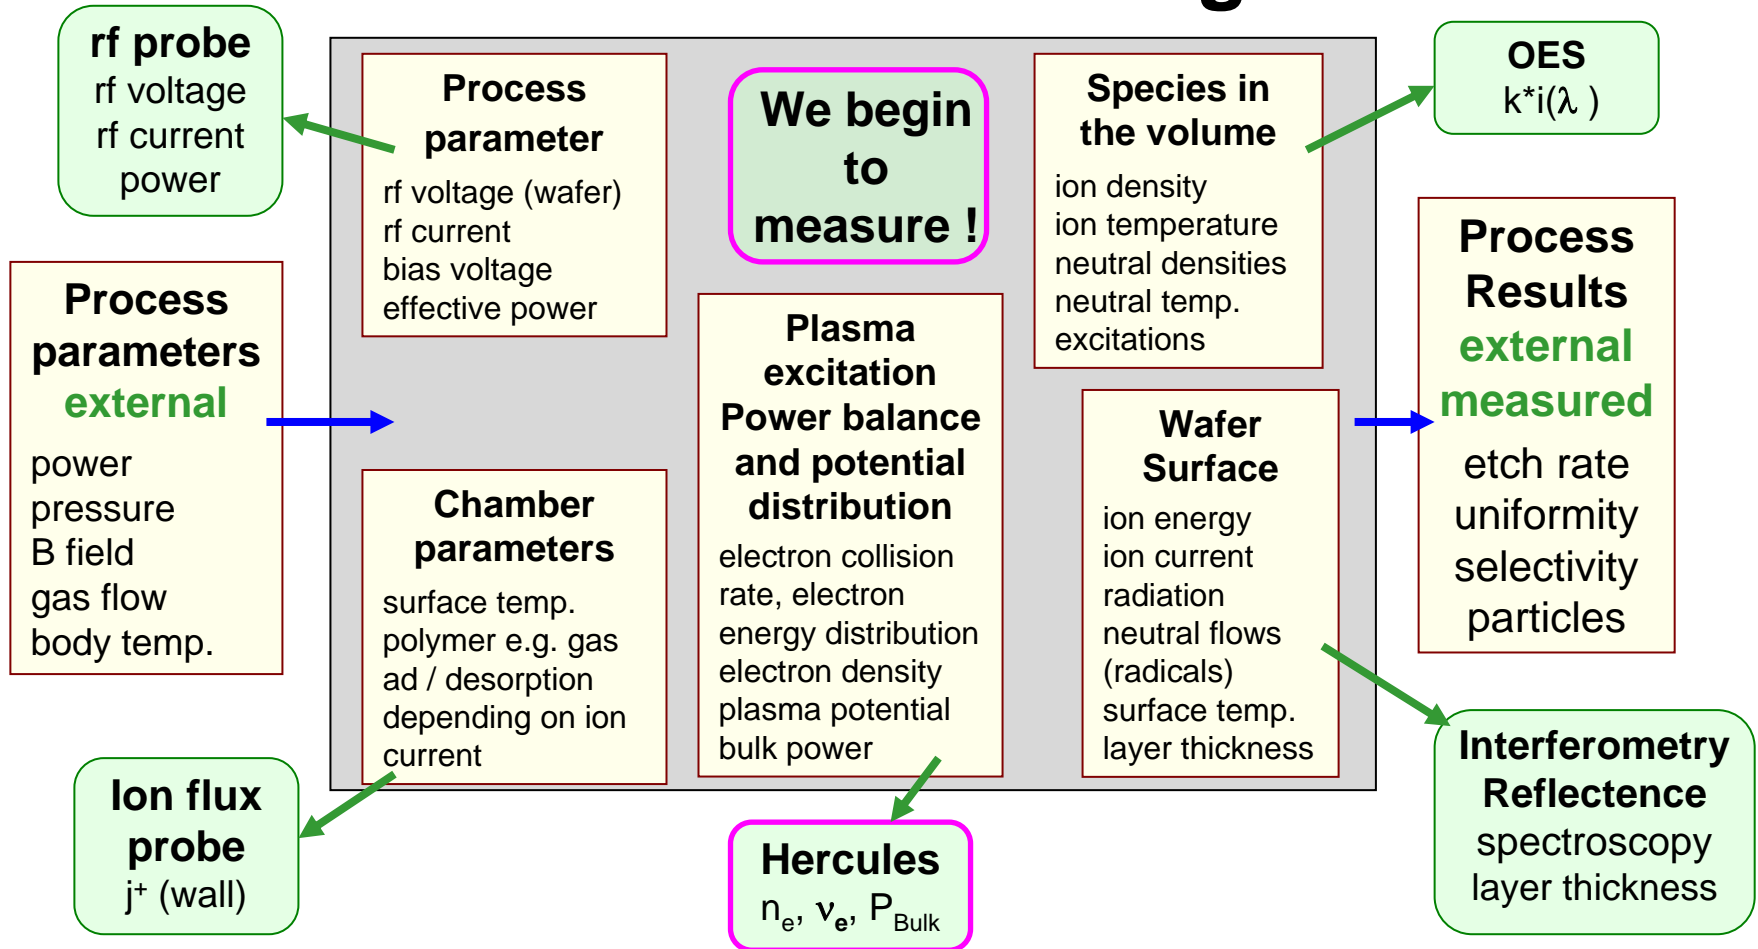 rf probe
rf voltage
rf current
power
Process
parameters
external
power
pressure
B field
gas flow
body temp.
Ion flux
probe
j+ (wall)
Process
parameter
rf voltage (wafer)
rf current
bias voltage
effective power
Chamber
parameters
surface temp.
polymer e.g. gas
ad / desorption
depending on ion
current
We begin
to
measure !
Plasma
excitation
Power balance
and potential
distribution
electron collision
rate, electron
energy distribution
electron density
plasma potential
bulk power
Hercules
ne, νe, PBulk
Species in
the volume
ion density
ion temperature
neutral densities
neutral temp.
excitations
Wafer
Surface
ion energy
ion current
radiation
neutral flows
(radicals)
surface temp.
layer thickness
OES
k*i(λ )
Process
Results
external
measured
etch rate
uniformity
selectivity
particles
Interferometry
Reflectence
spectroscopy
layer thickness